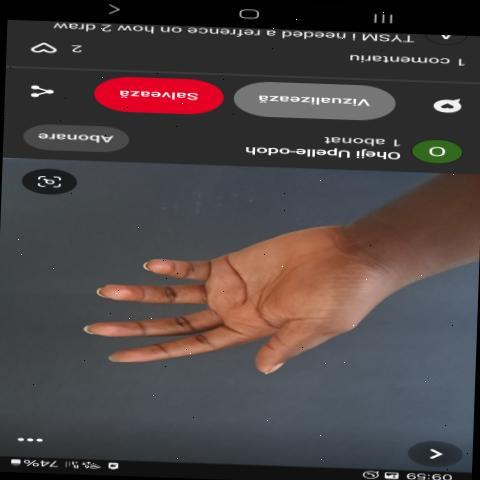 09:59 74%
O Oheji Upelle-odoh
1 abonat
Abonare
Vizualizează Salvează
1 comentariu 2
TYSM i needed a refrence on how 2 draw